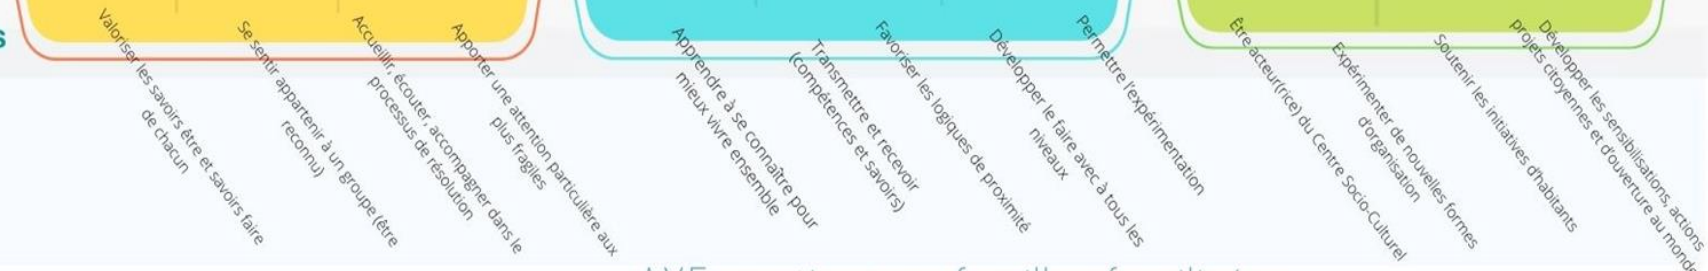 s
Valoriser les savoirs être et savoirs faire
de chacun
Se sentir appartenir à un groupe (être
reconnu)
Accueillir, écouter, accompagner dans le
processus de résolution
Apporter une attention particulière aux
plus fragiles
Apprendre à se connaître pour
mieux vivre ensemble
Transmettre et recevoir
(compétences et savoirs)
Favoriser les logiques de proximité
Développer le faire avec à tous les
niveaux
Permettre l'expérimentation
Être acteur(rice) du Centre Socio-Culturel
Expérimenter de nouvelles formes
d'organisation
Soutenir les initiatives d'habitants
Développer les sensibilisations, actions
projets citoyennes et d'ouverture au monde